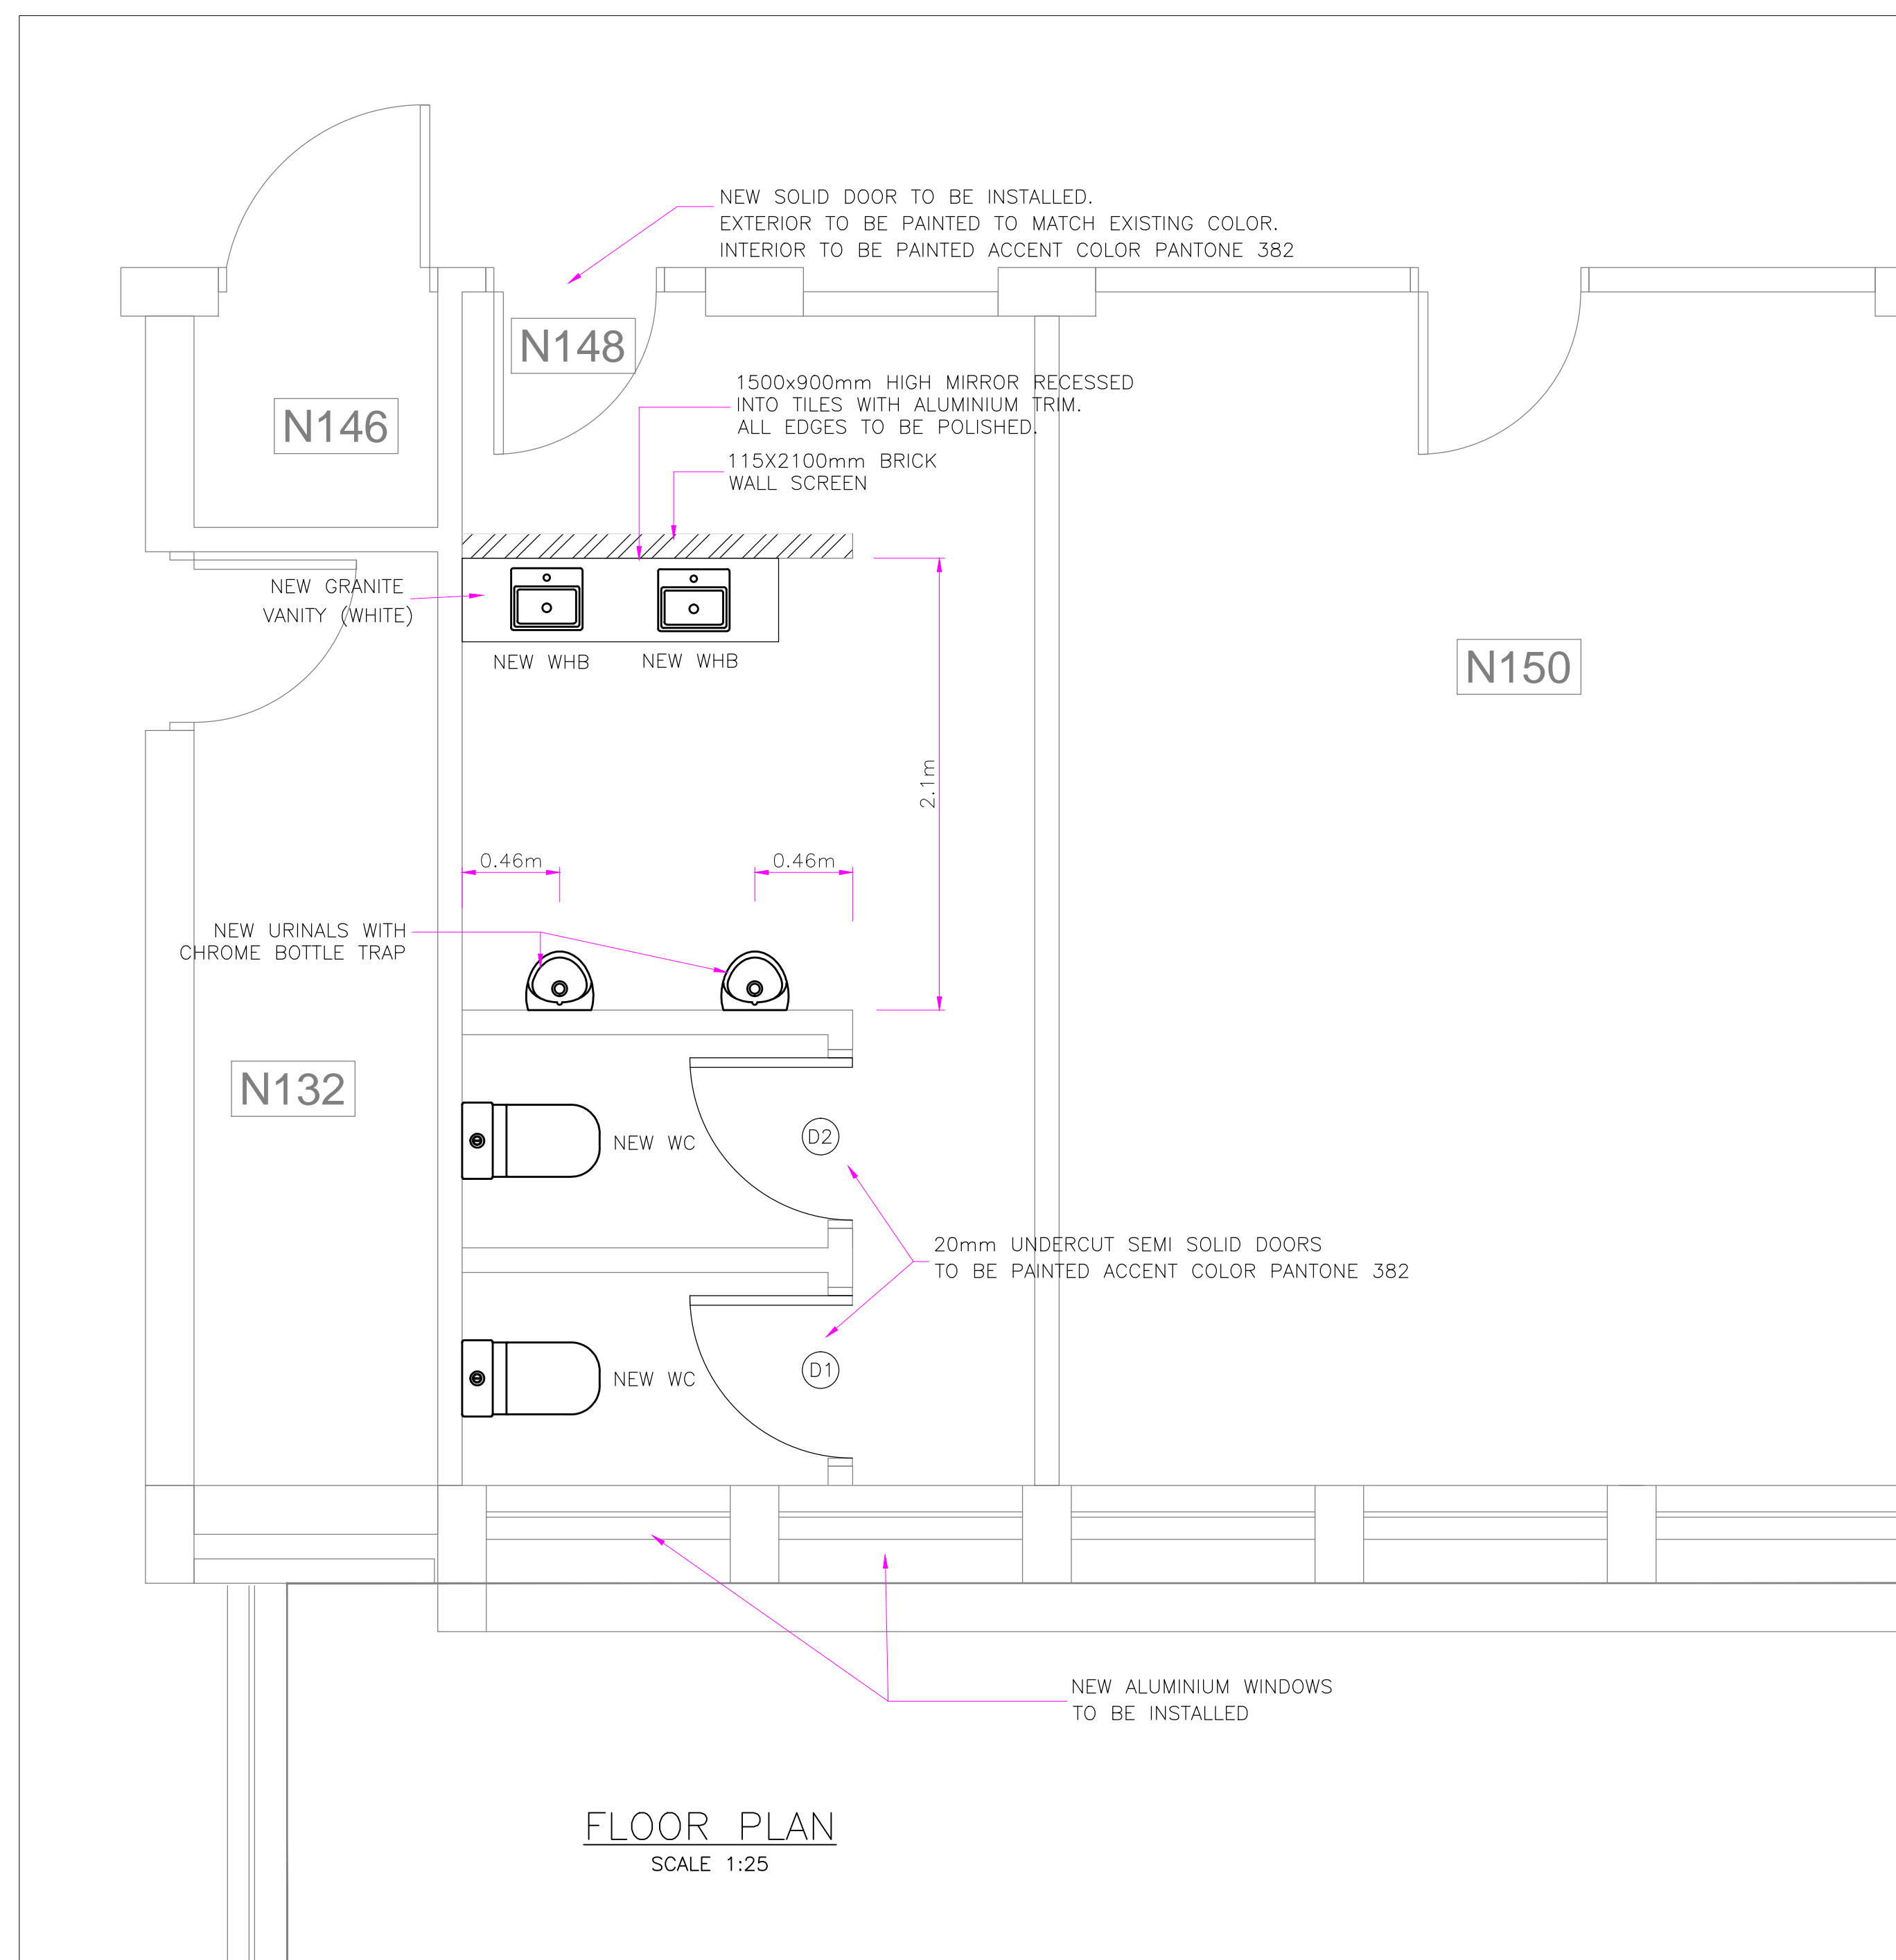 NEW SOLID DOOR TO BE INSTALLED.
EXTERIOR TO BE PAINTED TO MATCH EXISTING COLOR.
INTERIOR TO BE PAINTED ACCENT COLOR PANTONE 382
N148
N146
1500x900mm HIGH MIRROR RECESSED
INTO TILES WITH ALUMINIUM TRIM.
ALL EDGES TO BE POLISHED.
115X2100mm BRICK
WALL SCREEN
NEW GRANITE
VANITY (WHITE)
NEW WHB
NEW WHB
N150
2.1m
0.46m
0.46m
NEW URINALS WITH
CHROME BOTTLE TRAP
N132
NEW WC
D2
20mm UNDERCUT SEMI SOLID DOORS
TO BE PAINTED ACCENT COLOR PANTONE 382
NEW WC
D1
NEW ALUMINIUM WINDOWS
TO BE INSTALLED
FLOOR PLAN
SCALE 1:25